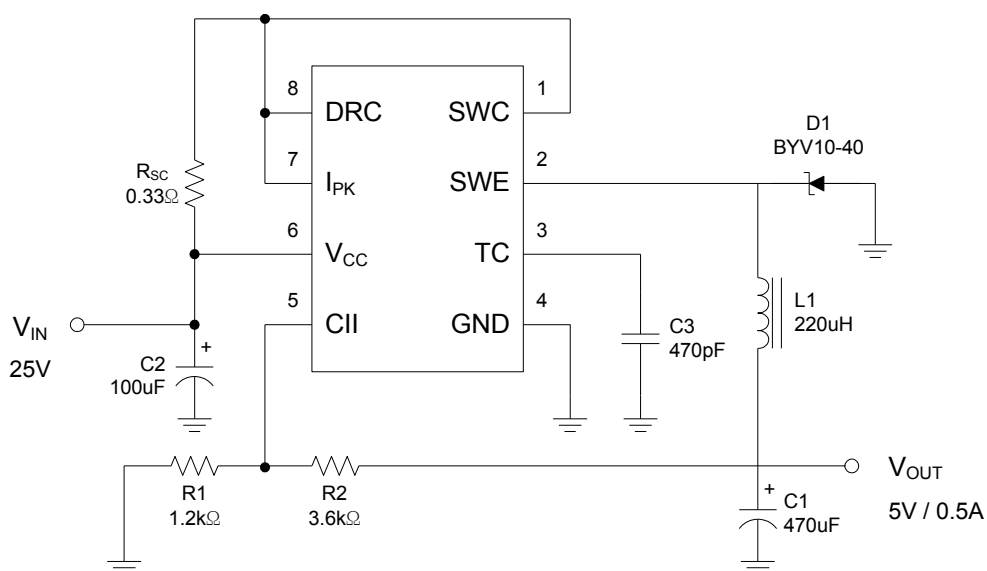 8
DRC
SWC
1
7
I_PK
SWE
2
6
V_CC
TC
3
5
CII
GND
4
R_SC
0.33Ω
D1
BYV10-40
V_IN
25V
C2
100uF
+
C3
470pF
L1
220uH
R1
1.2kΩ
R2
3.6kΩ
V_OUT
5V / 0.5A
+
C1
470uF